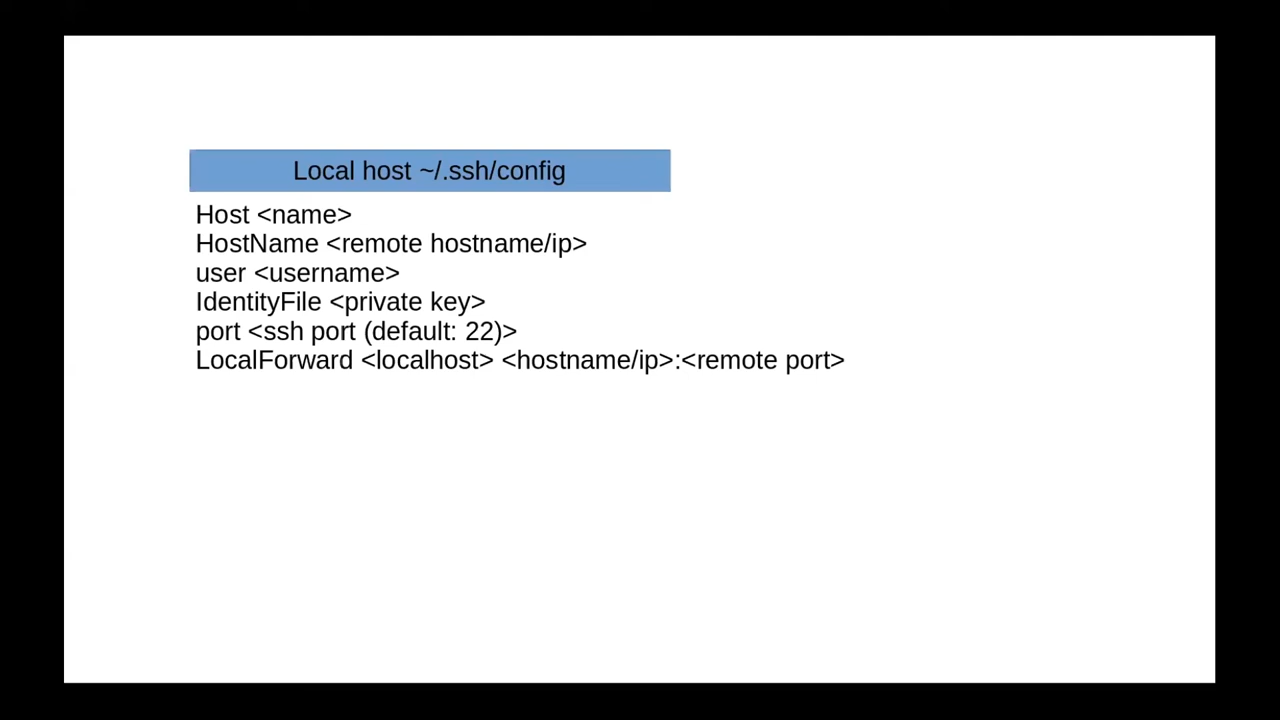 Local host ~/.ssh/config
Host <name>
HostName <remote hostname/ip>
user <username>
IdentityFile <private key>
port <ssh port (default: 22)>
LocalForward <localhost> <hostname/ip>:<remote port>